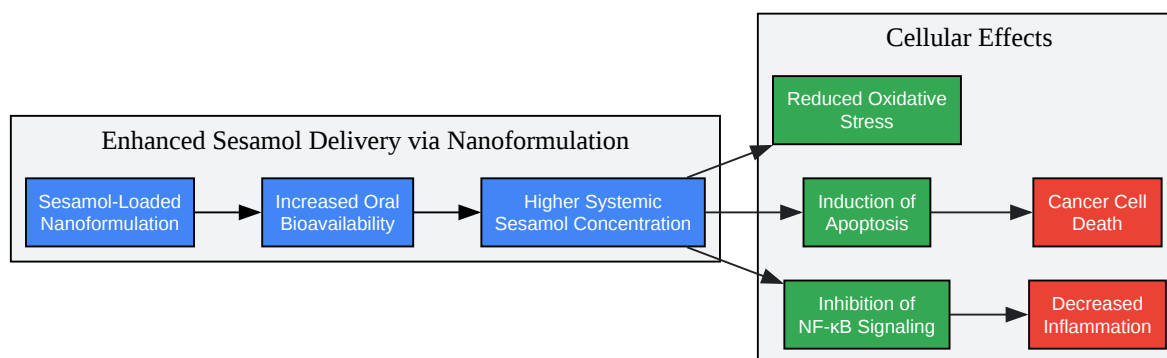 Cellular Effects
Reduced Oxidative
Stress
Enhanced Sesamol Delivery via Nanoformulation
Sesamol-Loaded
Nanoformulation
Increased Oral
Bioavailability
Higher Systemic
Sesamol Concentration
Induction of
Apoptosis
Cancer Cell
Death
Inhibition of
NF-κB Signaling
Decreased
Inflammation